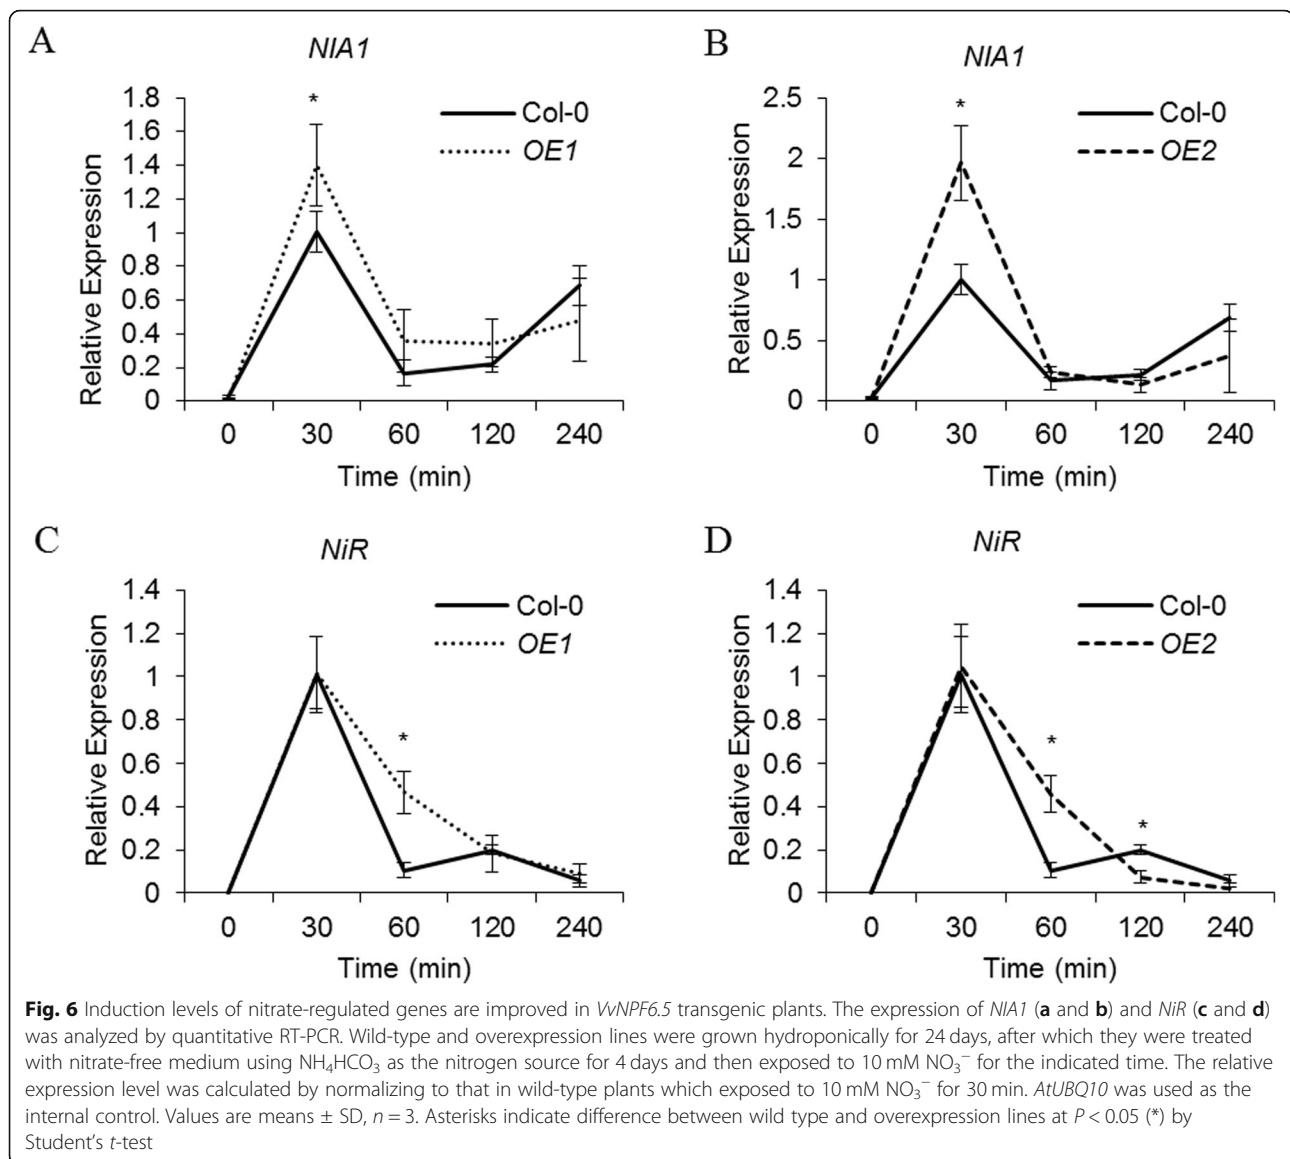 A
NIA1
*
Col-0
OE1
Relative Expression
1.8
1.6
1.4
1.2
1
0.8
0.6
0.4
0.2
0
0 30 60 120 240
Time (min)
B
NIA1
*
Col-0
OE2
Relative Expression
2.5
2
1.5
1
0.5
0
0 30 60 120 240
Time (min)
C
NiR
*
Col-0
OE1
Relative Expression
1.4
1.2
1
0.8
0.6
0.4
0.2
0
0 30 60 120 240
Time (min)
D
NiR
*
*
Col-0
OE2
Relative Expression
1.4
1.2
1
0.8
0.6
0.4
0.2
0
0 30 60 120 240
Time (min)
Fig. 6 Induction levels of nitrate-regulated genes are improved in VvNPF6.5 transgenic plants. The expression of NIA1 (a and b) and NiR (c and d)
was analyzed by quantitative RT-PCR. Wild-type and overexpression lines were grown hydroponically for 24 days, after which they were treated
with nitrate-free medium using NH₄HCO₃ as the nitrogen source for 4 days and then exposed to 10 mM NO₃⁻ for the indicated time. The relative
expression level was calculated by normalizing to that in wild-type plants which exposed to 10 mM NO₃⁻ for 30 min. AtUBQ10 was used as the
internal control. Values are means ± SD, n = 3. Asterisks indicate difference between wild type and overexpression lines at P < 0.05 (*) by
Student's t-test